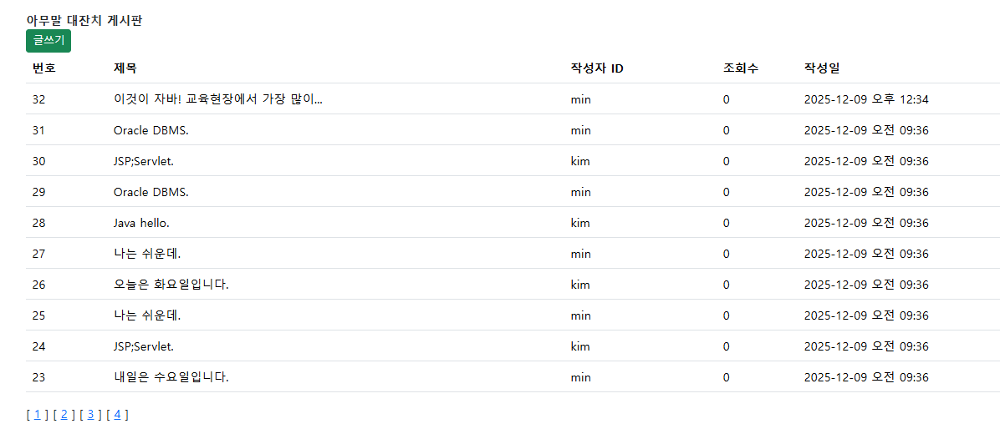 아무말 대잔치 게시판
글쓰기
번호 제목 작성자 ID 조회수 작성일
32 이것이 자바! 교육현장에서 가장 많이... min 0 2025-12-09 오후 12:34
31 Oracle DBMS. min 0 2025-12-09 오전 09:36
30 JSP;Servlet. kim 0 2025-12-09 오전 09:36
29 Oracle DBMS. min 0 2025-12-09 오전 09:36
28 Java hello. kim 0 2025-12-09 오전 09:36
27 나는 쉬운데. min 0 2025-12-09 오전 09:36
26 오늘은 화요일입니다. kim 0 2025-12-09 오전 09:36
25 나는 쉬운데. min 0 2025-12-09 오전 09:36
24 JSP;Servlet. kim 0 2025-12-09 오전 09:36
23 내일은 수요일입니다. min 0 2025-12-09 오전 09:36
[ 1 ] [ 2 ] [ 3 ] [ 4 ]